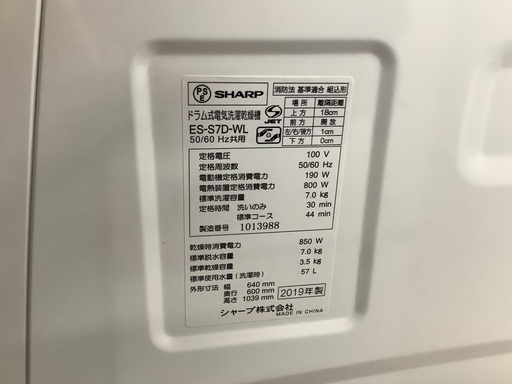 PS
E
SHARP
ドラム式電気洗濯乾燥機
ES-S7D-WL
50/60 Hz共用
JET
消防法 基準適合 組込形
場所 離隔距離
上方 18cm
前方 開放
左方/右方/後方 1cm
下方 0cm
定格電圧 100 V
定格周波数 50/60 Hz
電動機定格消費電力 190 W
電熱装置定格消費電力 800 W
標準洗濯容量 7.0 kg
定格時間 洗いのみ 30 min
標準コース 44 min
製造番号 1013988
乾燥時消費電力 850 W
標準脱水容量 7.0 kg
標準乾燥容量 3.5 kg
標準使用水量(洗濯時) 57 L
外形寸法 幅 640 mm
奥行 600 mm
高さ 1039 mm
2019年製
シャープ株式会社
MADE IN CHINA